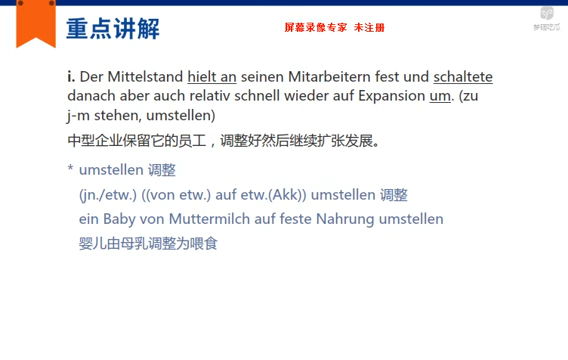 重点讲解
屏幕录像专家 未注册
i. Der Mittelstand hielt an seinen Mitarbeitern fest und schaltete
danach aber auch relativ schnell wieder auf Expansion um. (zu
j-m stehen, umstellen)
中型企业保留它的员工，调整好然后继续扩张发展。
* umstellen 调整
(jn./etw.) ((von etw.) auf etw.(Akk)) umstellen 调整
ein Baby von Muttermilch auf feste Nahrung umstellen
婴儿由母乳调整为喂食